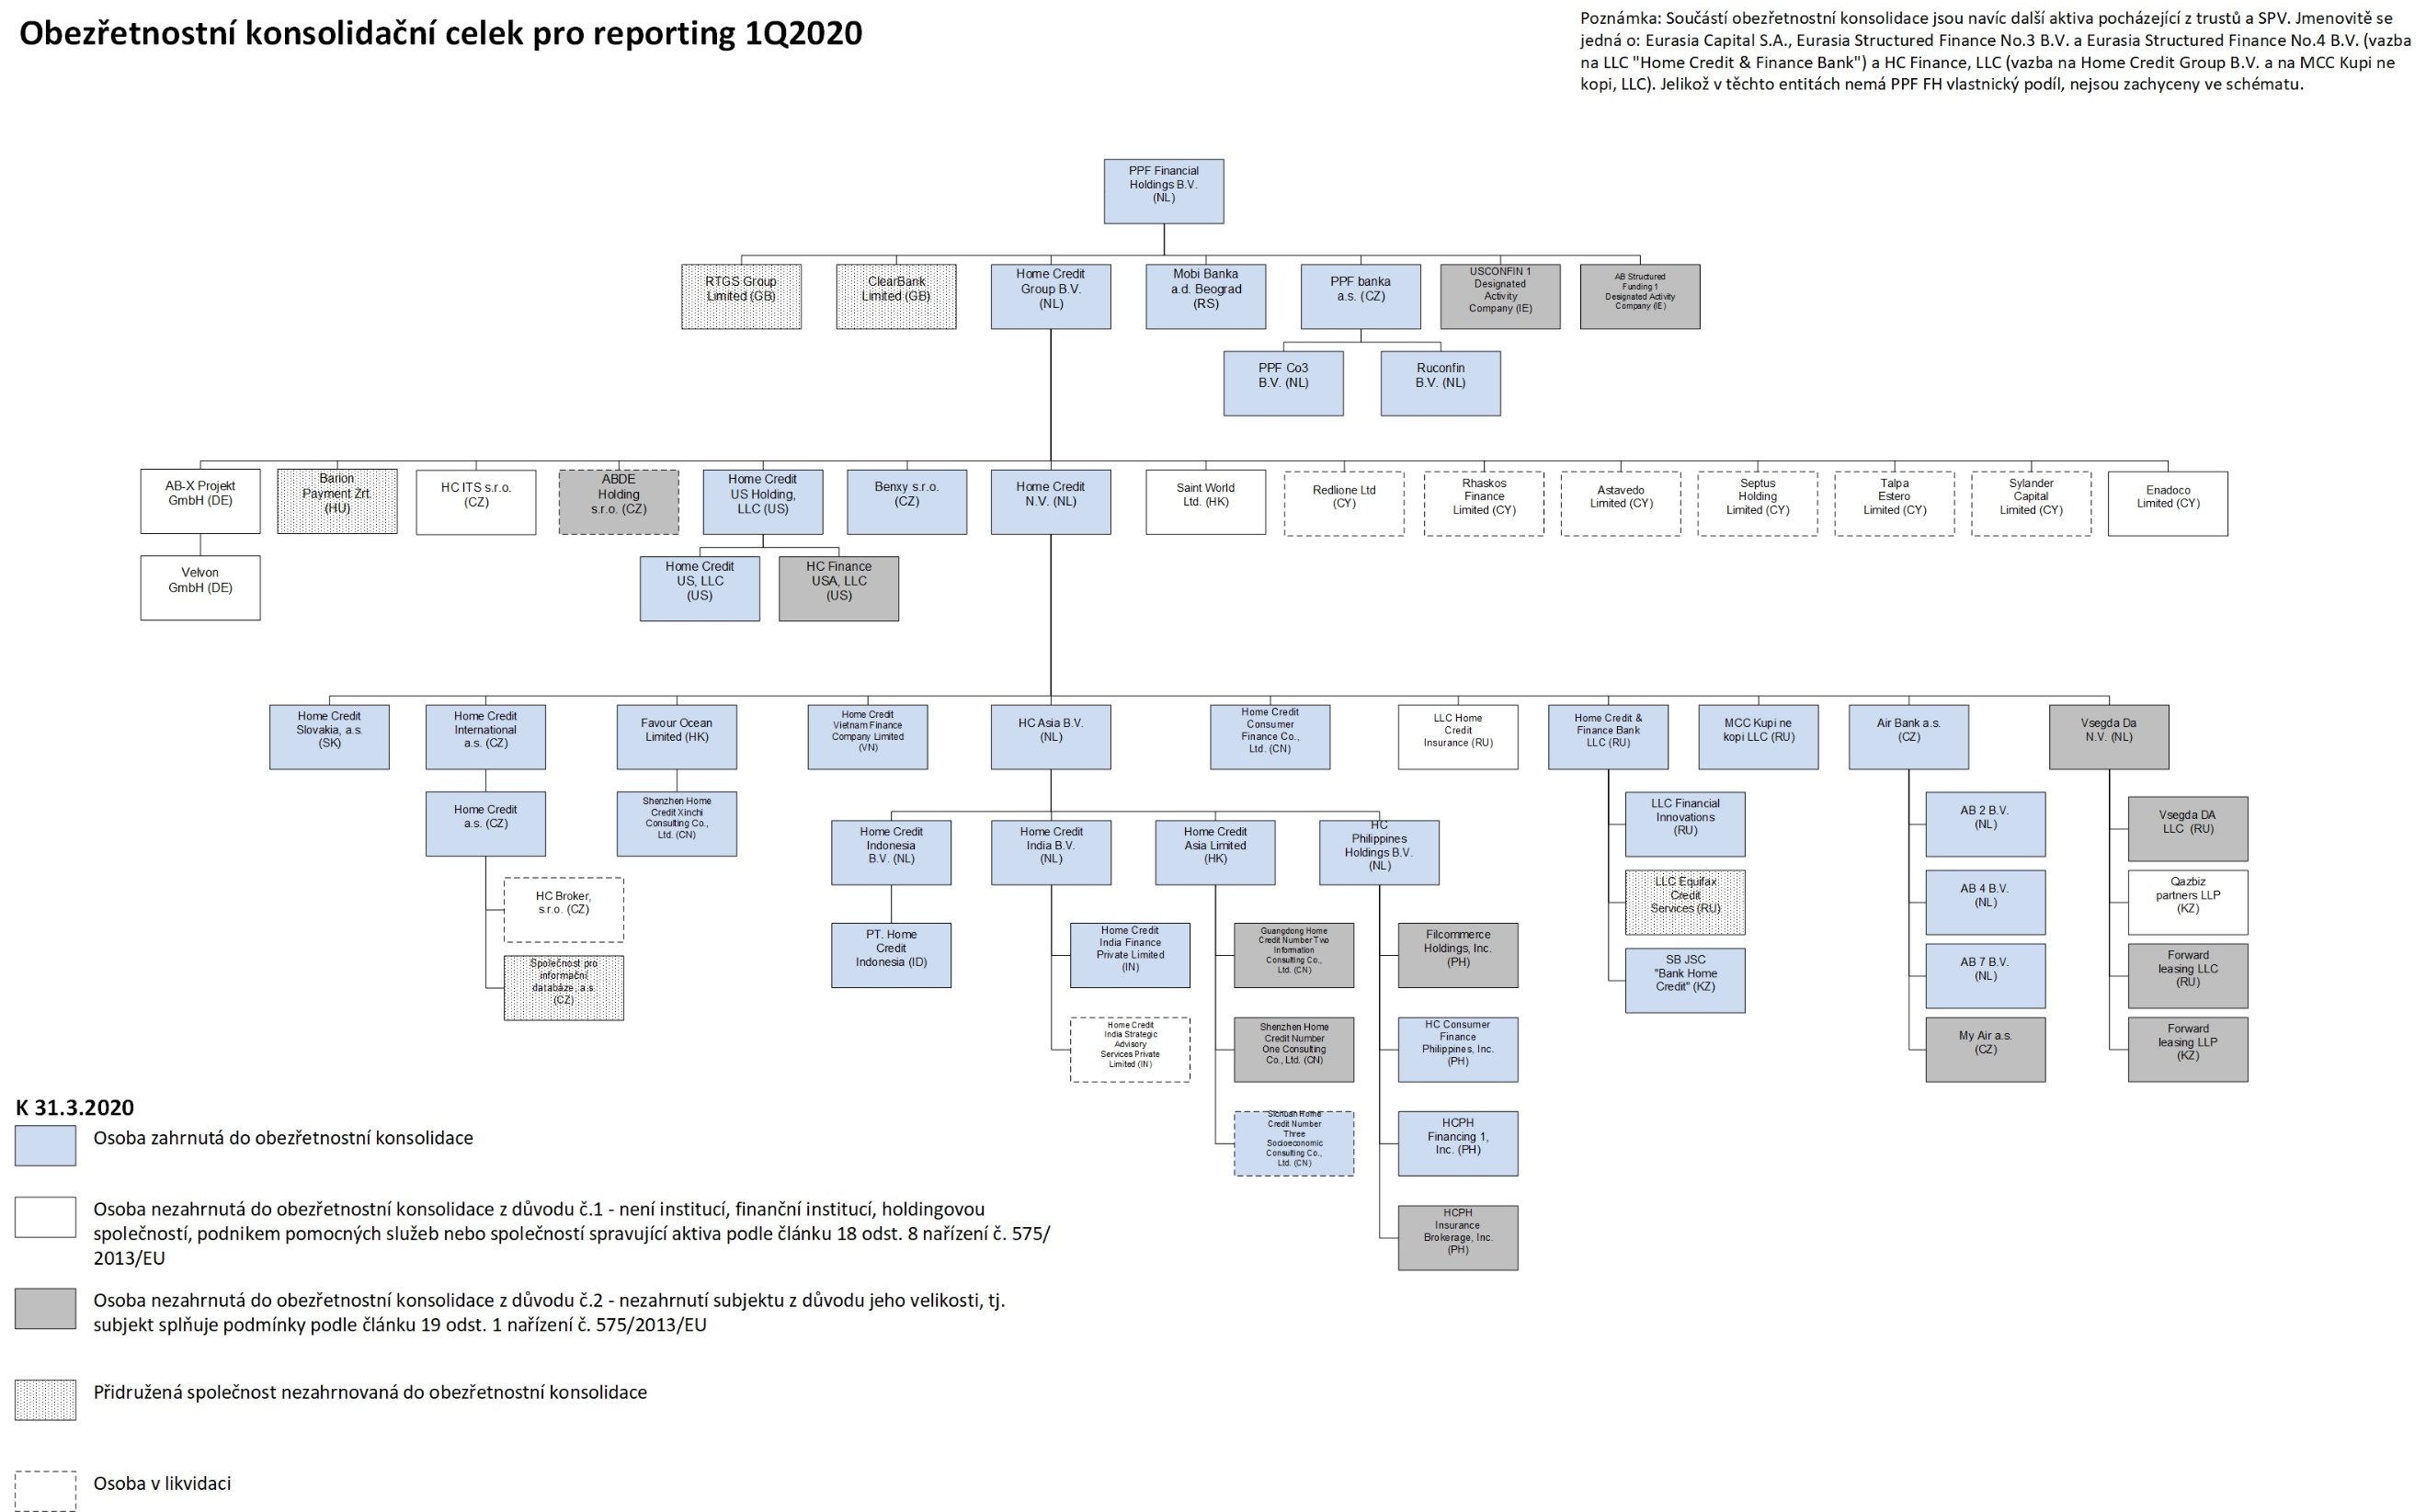 Obezřetnostní konsolidační celek pro reporting 1Q2020
Poznámka: Součástí obezřetnostní konsolidace jsou navíc další aktiva pocházející z trustů a SPV. Jmenovitě se
jedná o: Eurasia Capital S.A., Eurasia Structured Finance No.3 B.V. a Eurasia Structured Finance No.4 B.V. (vazba
na LLC "Home Credit & Finance Bank") a HC Finance, LLC (vazba na Home Credit Group B.V. a na MCC Kupi ne
kopi, LLC). Jelikož v těchto entitách nemá PPF FH vlastnický podíl, nejsou zachyceny ve schématu.
PPF Financial
Holdings B.V.
(NL)
RTGS Group
Limited (GB)
ClearBank
Limited (GB)
Home Credit
Group B.V.
(NL)
Mobi Banka
a.d. Beograd
(RS)
PPF banka
a.s. (CZ)
USCONFIN 1
Designated
Activity
Company (IE)
AB Structured
Funding 1
Designated Activity
Company (IE)
PPF Co3
B.V. (NL)
Ruconfin
B.V. (NL)
AB-X Projekt
GmbH (DE)
Barion
Payment Zrt.
(HU)
HC ITS s.r.o.
(CZ)
ABDE
Holding
s.r.o. (CZ)
Home Credit
US Holding,
LLC (US)
Benxy s.r.o.
(CZ)
Home Credit
N.V. (NL)
Saint World
Ltd. (HK)
Redlione Ltd
(CY)
Rhaskos
Finance
Limited (CY)
Astavedo
Limited (CY)
Septus
Holding
Limited (CY)
Talpa
Estero
Limited (CY)
Sylander
Capital
Limited (CY)
Enadoco
Limited (CY)
Velvon
GmbH (DE)
Home Credit
US, LLC
(US)
HC Finance
USA, LLC
(US)
Home Credit
Slovakia, a.s.
(SK)
Home Credit
International
a.s. (CZ)
Favour Ocean
Limited (HK)
Home Credit
Vietnam Finance
Company Limited
(VN)
HC Asia B.V.
(NL)
Home Credit
Consumer
Finance Co.,
Ltd. (CN)
LLC Home
Credit
Insurance (RU)
Home Credit &
Finance Bank
LLC (RU)
MCC Kupi ne
kopi LLC (RU)
Air Bank a.s.
(CZ)
Vsegda Da
N.V. (NL)
Home Credit
a.s. (CZ)
Shenzhen Home
Credit Xinchi
Consulting Co.,
Ltd. (CN)
HC Broker,
s.r.o. (CZ)
Společnost pro
informační
databáze, a.s.
(CZ)
Home Credit
Indonesia
B.V. (NL)
Home Credit
India B.V.
(NL)
Home Credit
Asia Limited
(HK)
HC
Philippines
Holdings B.V.
(NL)
PT. Home
Credit
Indonesia (ID)
Home Credit
India Finance
Private Limited
(IN)
Home Credit
India Strategic
Advisory
Services Private
Limited (IN)
Guangdong Home
Credit Number Two
Information
Consulting Co.,
Ltd. (CN)
Shenzhen Home
Credit Number
One Consulting
Co., Ltd. (CN)
Sichuan Home
Credit Number
Three
Socioeconomic
Consulting Co.,
Ltd. (CN)
Filcommerce
Holdings, Inc.
(PH)
HC Consumer
Finance
Philippines, Inc.
(PH)
HCPH
Financing 1,
Inc. (PH)
HCPH
Insurance
Brokerage, Inc.
(PH)
LLC Financial
Innovations
(RU)
LLC Equifax
Credit
Services (RU)
SB JSC
"Bank Home
Credit" (KZ)
AB 2 B.V.
(NL)
AB 4 B.V.
(NL)
AB 7 B.V.
(NL)
My Air a.s.
(CZ)
Vsegda DA
LLC (RU)
Qazbiz
partners LLP
(KZ)
Forward
leasing LLC
(RU)
Forward
leasing LLP
(KZ)
K 31.3.2020
Osoba zahrnutá do obezřetnostní konsolidace
Osoba nezahrnutá do obezřetnostní konsolidace z důvodu č.1 - není institucí, finanční institucí, holdingovou
společností, podnikem pomocných služeb nebo společností spravující aktiva podle článku 18 odst. 8 nařízení č. 575/
2013/EU
Osoba nezahrnutá do obezřetnostní konsolidace z důvodu č.2 - nezahrnutí subjektu z důvodu jeho velikosti, tj.
subjekt splňuje podmínky podle článku 19 odst. 1 nařízení č. 575/2013/EU
Přidružená společnost nezahrnovaná do obezřetnostní konsolidace
Osoba v likvidaci